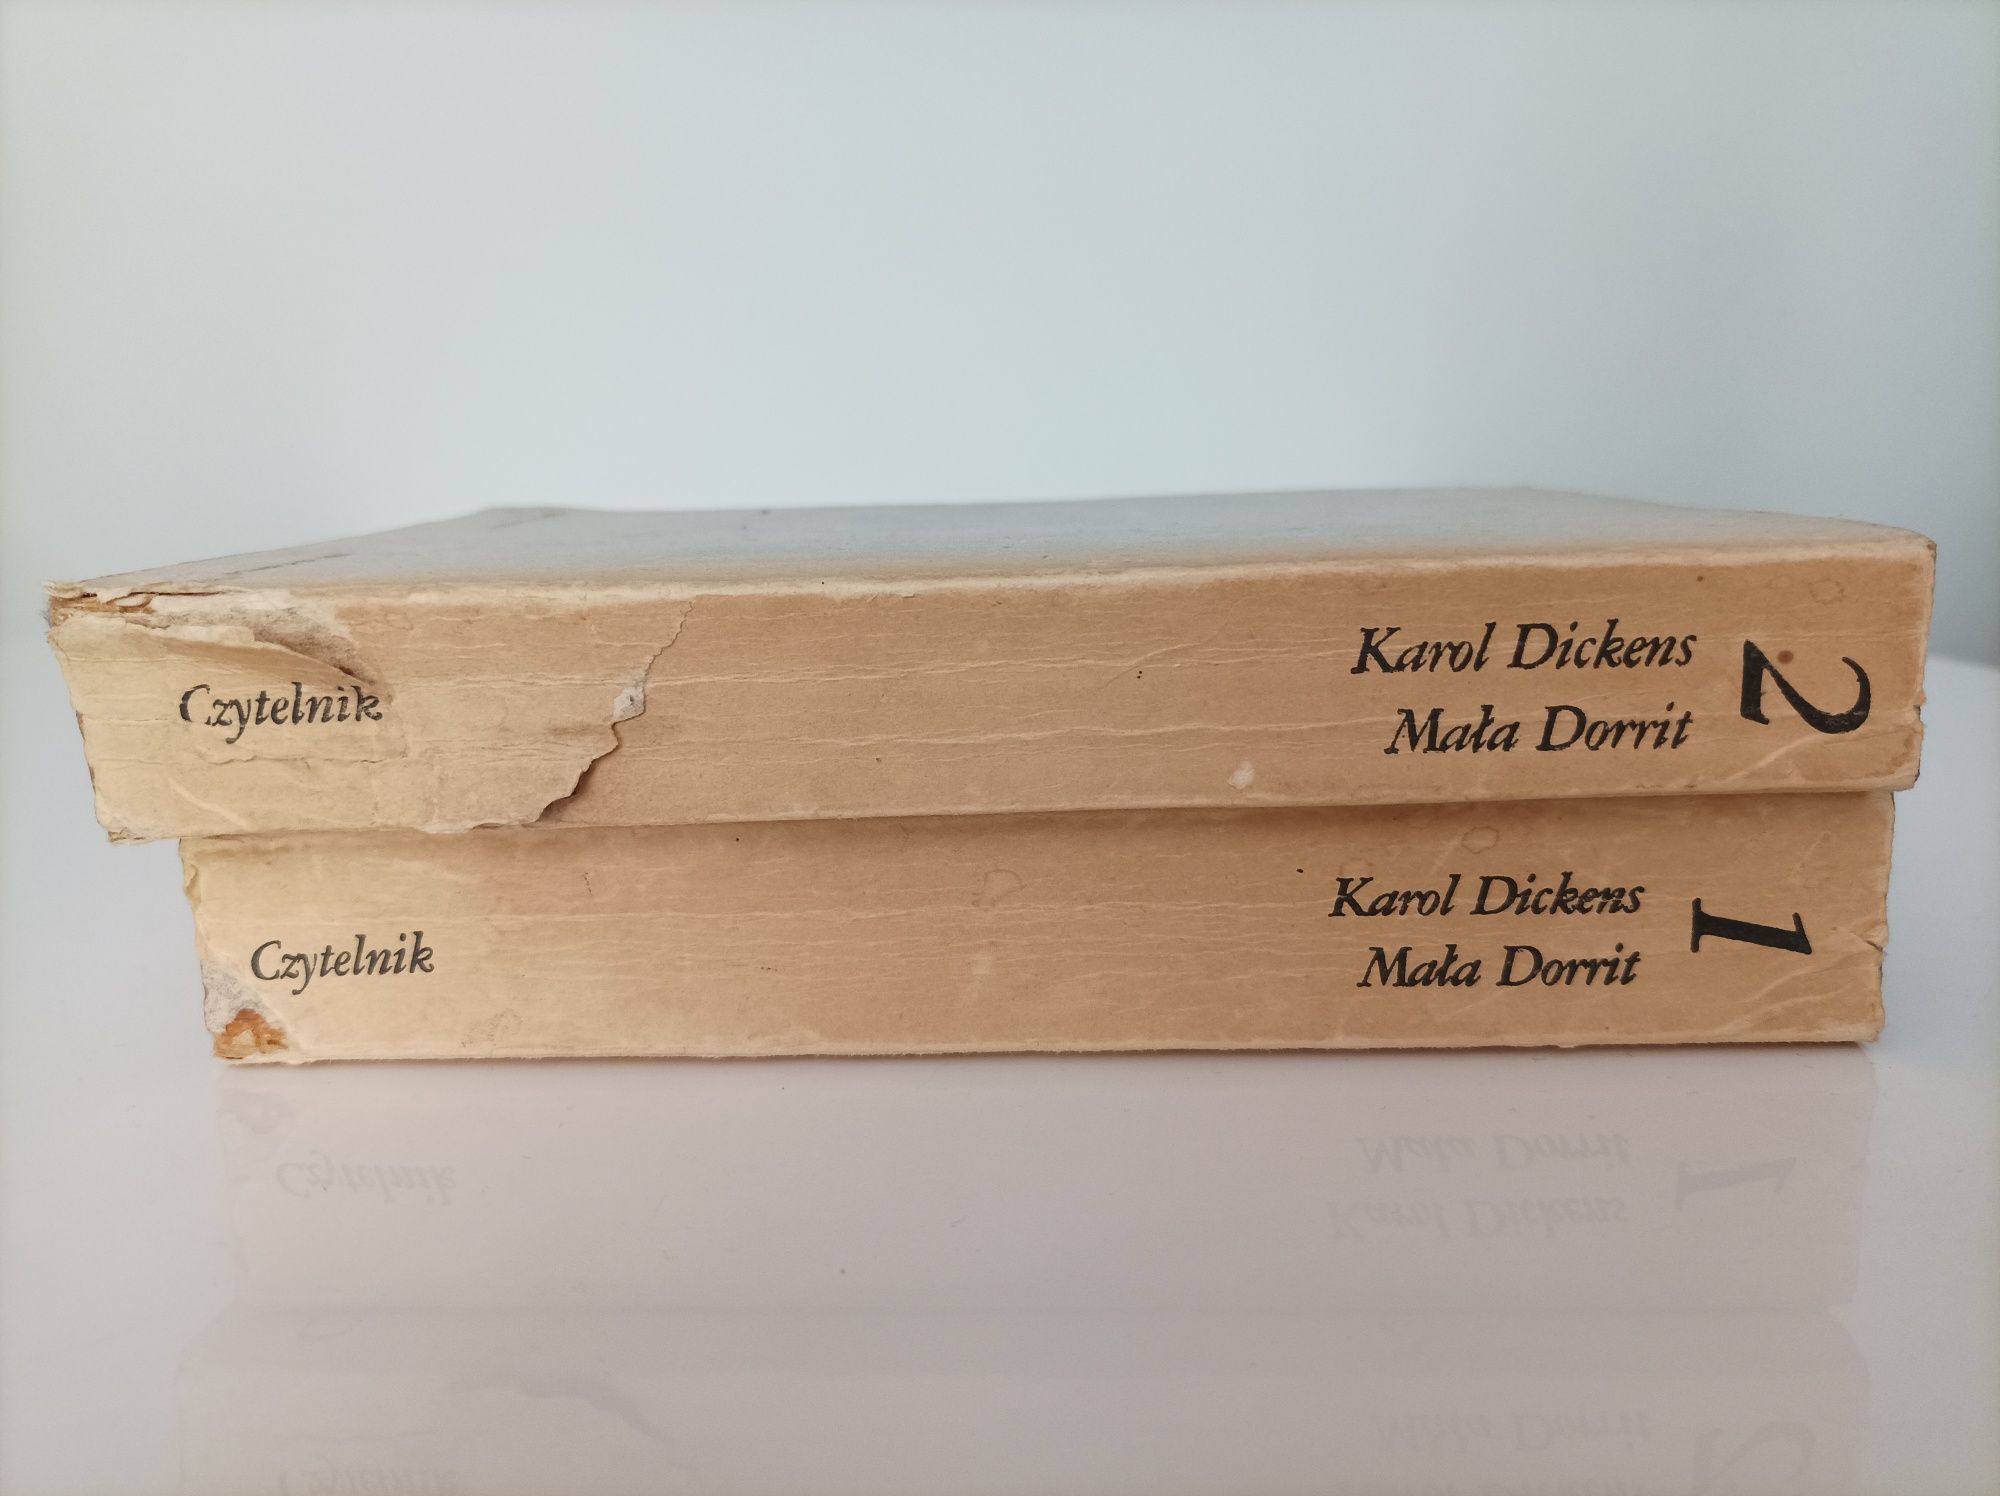 Karol Dickens
Mała Dorrit
2
Czytelnik
Karol Dickens
Mała Dorrit
1
Czytelnik